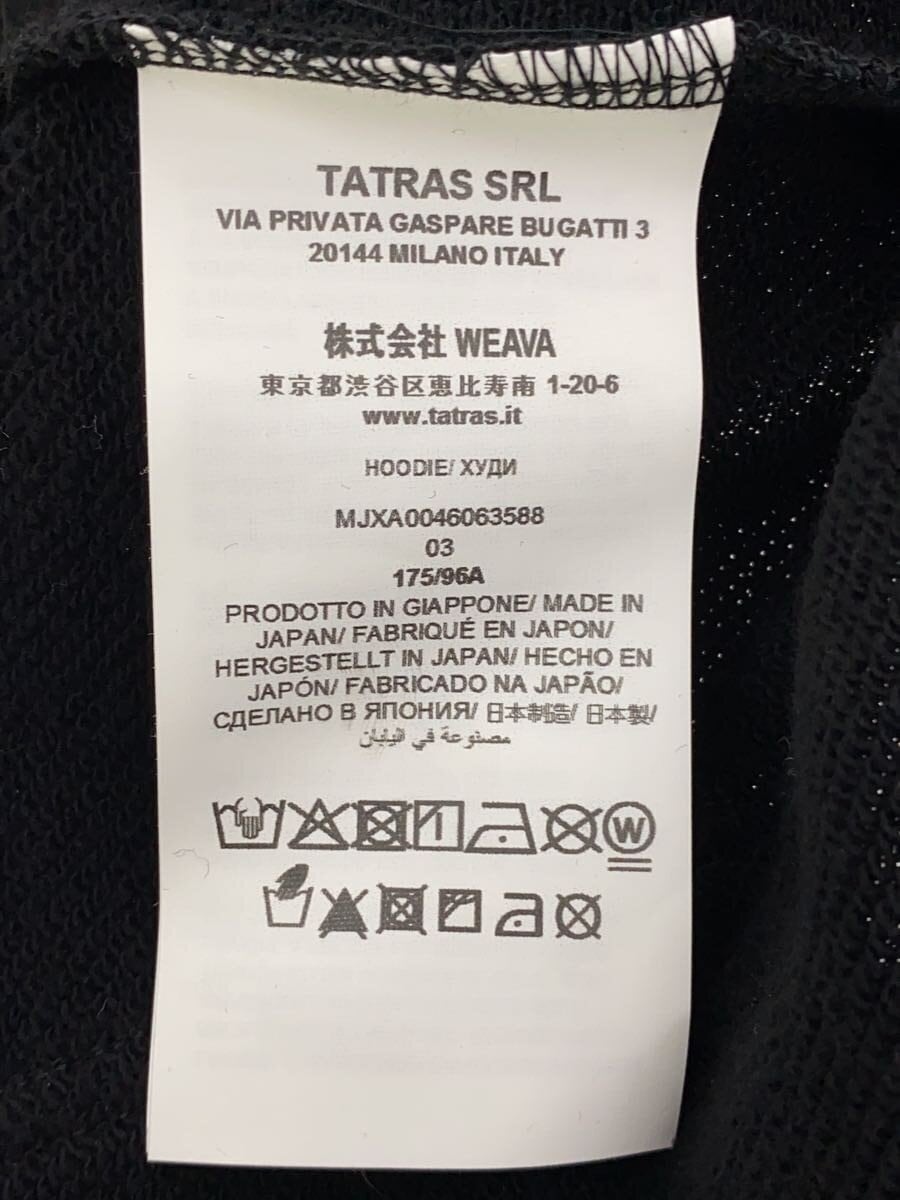 TATRAS SRL
VIA PRIVATA GASPARE BUGATTI 3
20144 MILANO ITALY
株式会社 WEAVA
東京都渋谷区恵比寿南 1-20-6
www.tatras.it
HOODIE/ ХУДИ
MJXA0046063588
03
175/96A
PRODOTTO IN GIAPPONE/ MADE IN
JAPAN/ FABRIQUÉ EN JAPON/
HERGESTELLT IN JAPAN/ HECHO EN
JAPÓN/ FABRICADO NA JAPÃO/
СДЕЛАНО В ЯПОНИЯ/ 日本制造/ 日本製/
مصنوعة في اليابان
W